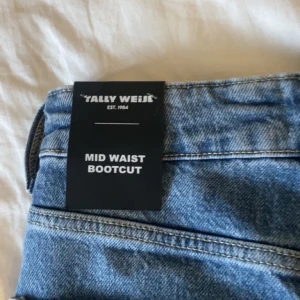 TALLY WEiJL
EST. 1984
MID WAIST
BOOTCUT